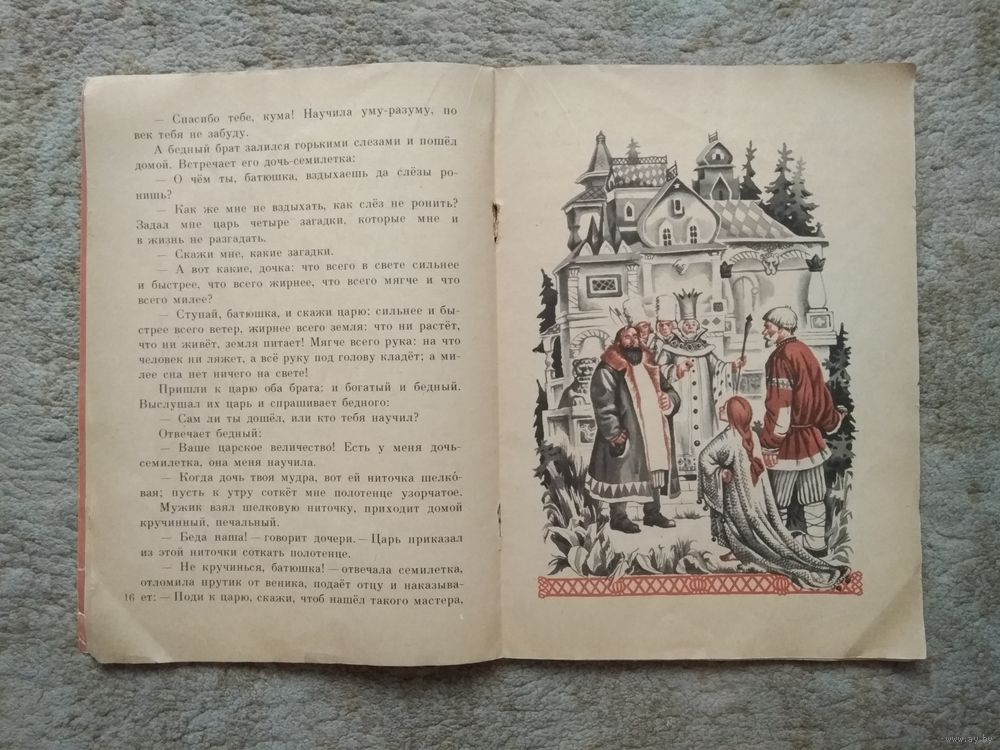 — Спасибо тебе, кума! Научила уму-разуму, по
век тебя не забуду.
А бедный брат залился горькими слезами и пошёл
домой. Встречает его дочь-семилетка:
— О чём ты, батюшка, вздыхаешь да слёзы ро-
нишь?
— Как же мне не вздыхать, как слёз не ронить?
Задал мне царь четыре загадки, которые мне и
в жизнь не разгадать.
— Скажи мне, какие загадки.
— А вот какие, дочка: что всего в свете сильнее
и быстрее, что всего жирнее, что всего мягче и что
всего милее?
— Ступай, батюшка, и скажи царю: сильнее и бы-
стрее всего ветер, жирнее всего земля: что ни растёт,
что ни живёт, земля питает! Мягче всего рука: на что
человек ни ляжет, а всё руку под голову кладёт; а ми-
лее сна нет ничего на свете!
Пришли к царю оба брата: и богатый и бедный.
Выслушал их царь и спрашивает бедного:
— Сам ли ты дошёл, или кто тебя научил?
Отвечает бедный:
— Ваше царское величество! Есть у меня дочь-
семилетка, она меня научила.
— Когда дочь твоя мудра, вот ей ниточка шелко́-
вая; пусть к утру соткёт мне полотенце узорчатое.
Мужик взял шелковую ниточку, приходит домой
кручинный, печальный.
— Беда наша! — говорит дочери. — Царь приказал
из этой ниточки соткать полотенце.
— Не кручинься, батюшка! — отвечала семилетка,
отломила прутик от веника, подаёт отцу и наказыва-
16 ет: — Поди к царю, скажи, чтоб нашёл такого мастера,
www.ay.by